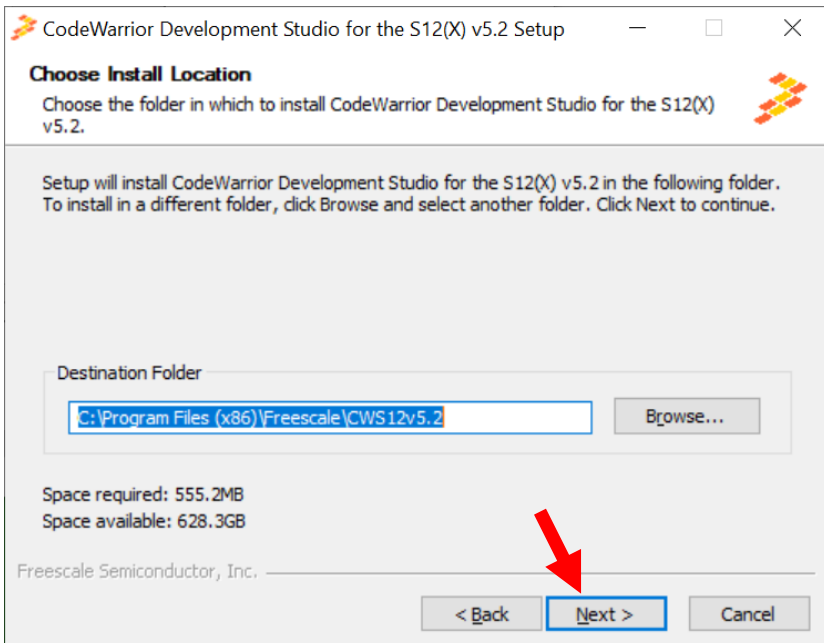 CodeWarrior Development Studio for the S12(X) v5.2 Setup
Choose Install Location
Choose the folder in which to install CodeWarrior Development Studio for the S12(X)
v5.2.
Setup will install CodeWarrior Development Studio for the S12(X) v5.2 in the following folder.
To install in a different folder, click Browse and select another folder. Click Next to continue.
Destination Folder
C:\Program Files (x86)\Freescale\CWS12v5.2
Browse...
Space required: 555.2MB
Space available: 628.3GB
Freescale Semiconductor, Inc.
< Back
Next >
Cancel